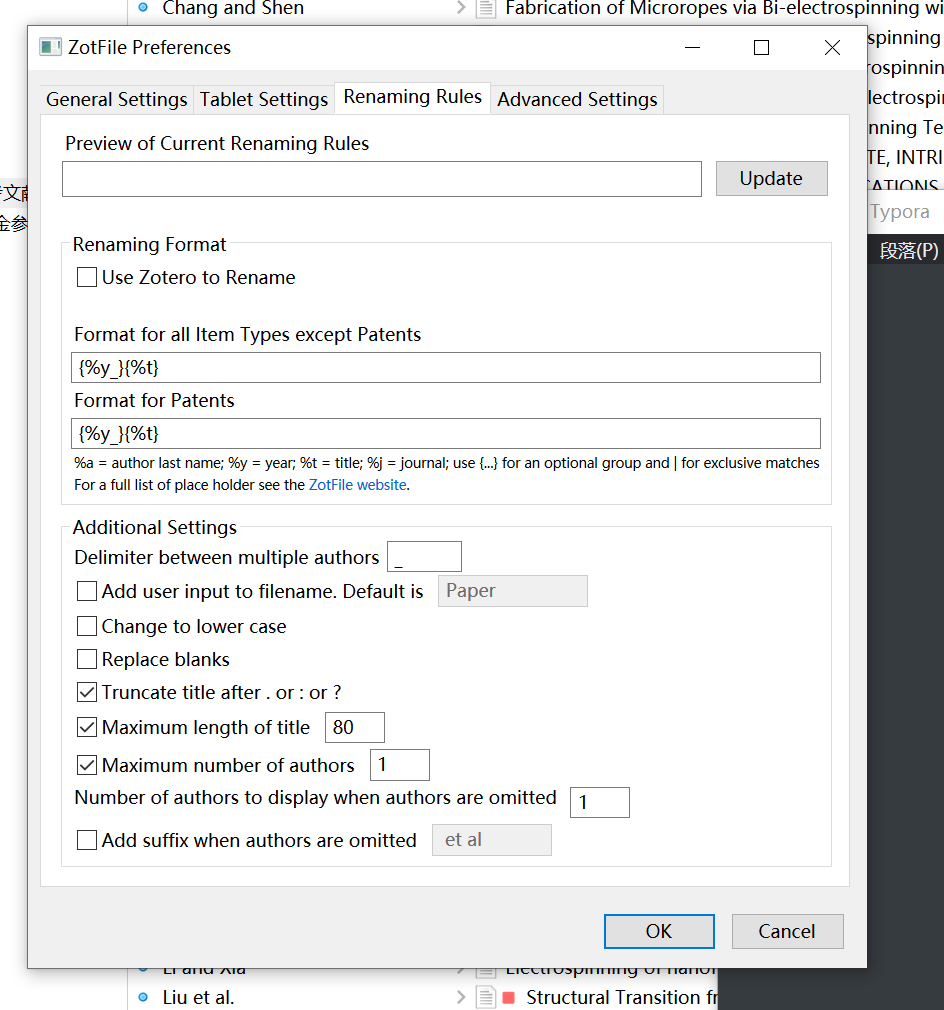 Chang and Shen
Fabrication of Microropes via Bi-electrospinning wi
ZotFile Preferences
spinning
rospinnin
lectrospi
nning Te
TE, INTRI
CATIONS
Typora
段落(P)
金参
General Settings
Tablet Settings
Renaming Rules
Advanced Settings
Preview of Current Renaming Rules
Update
Renaming Format
Use Zotero to Rename
Format for all Item Types except Patents
{%y_}{%t}
Format for Patents
{%y_}{%t}
%a = author last name; %y = year; %t = title; %j = journal; use {...} for an optional group and | for exclusive matches
For a full list of place holder see the ZotFile website.
Additional Settings
Delimiter between multiple authors _
Add user input to filename. Default is Paper
Change to lower case
Replace blanks
Truncate title after . or : or ?
Maximum length of title 80
Maximum number of authors 1
Number of authors to display when authors are omitted 1
Add suffix when authors are omitted et al
OK
Cancel
Li and Xia
Electrospinning of nanof
Liu et al.
Structural Transition fr